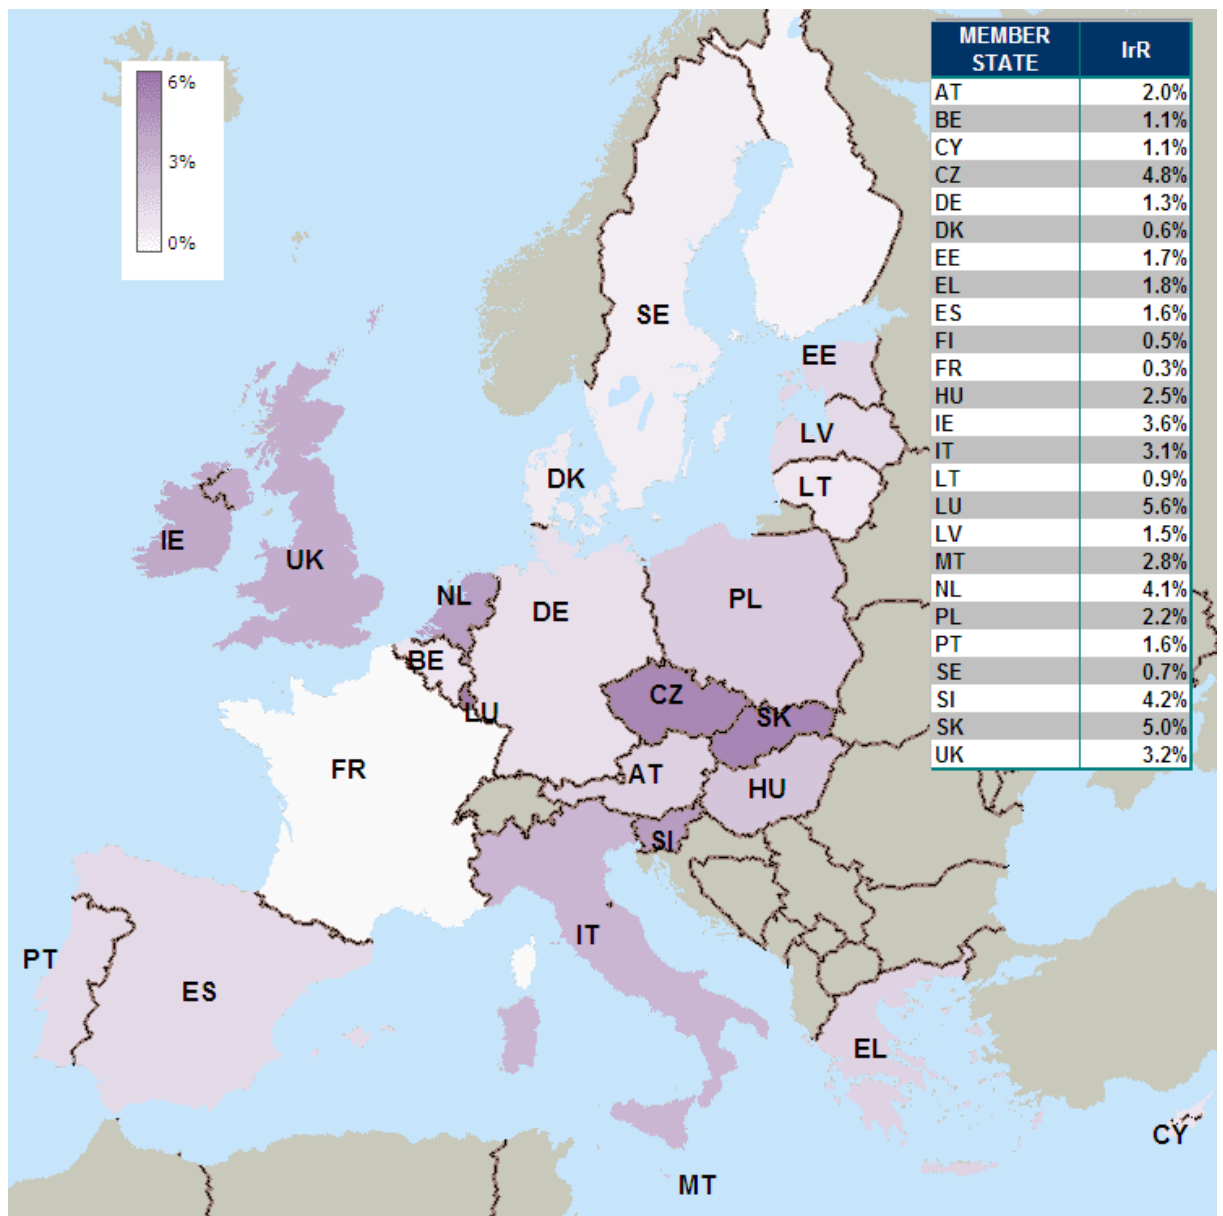 6%
3%
0%
MEMBER STATE IrR
AT 2.0%
BE 1.1%
CY 1.1%
CZ 4.8%
DE 1.3%
DK 0.6%
EE 1.7%
EL 1.8%
ES 1.6%
FI 0.5%
FR 0.3%
HU 2.5%
IE 3.6%
IT 3.1%
LT 0.9%
LU 5.6%
LV 1.5%
MT 2.8%
NL 4.1%
PL 2.2%
PT 1.6%
SE 0.7%
SI 4.2%
SK 5.0%
UK 3.2%
SE
EE
LV
DK
LT
IE
UK
NL
DE
PL
BE
CZ
LU
SK
FR
AT
HU
SI
IT
PT
ES
EL
CY
MT